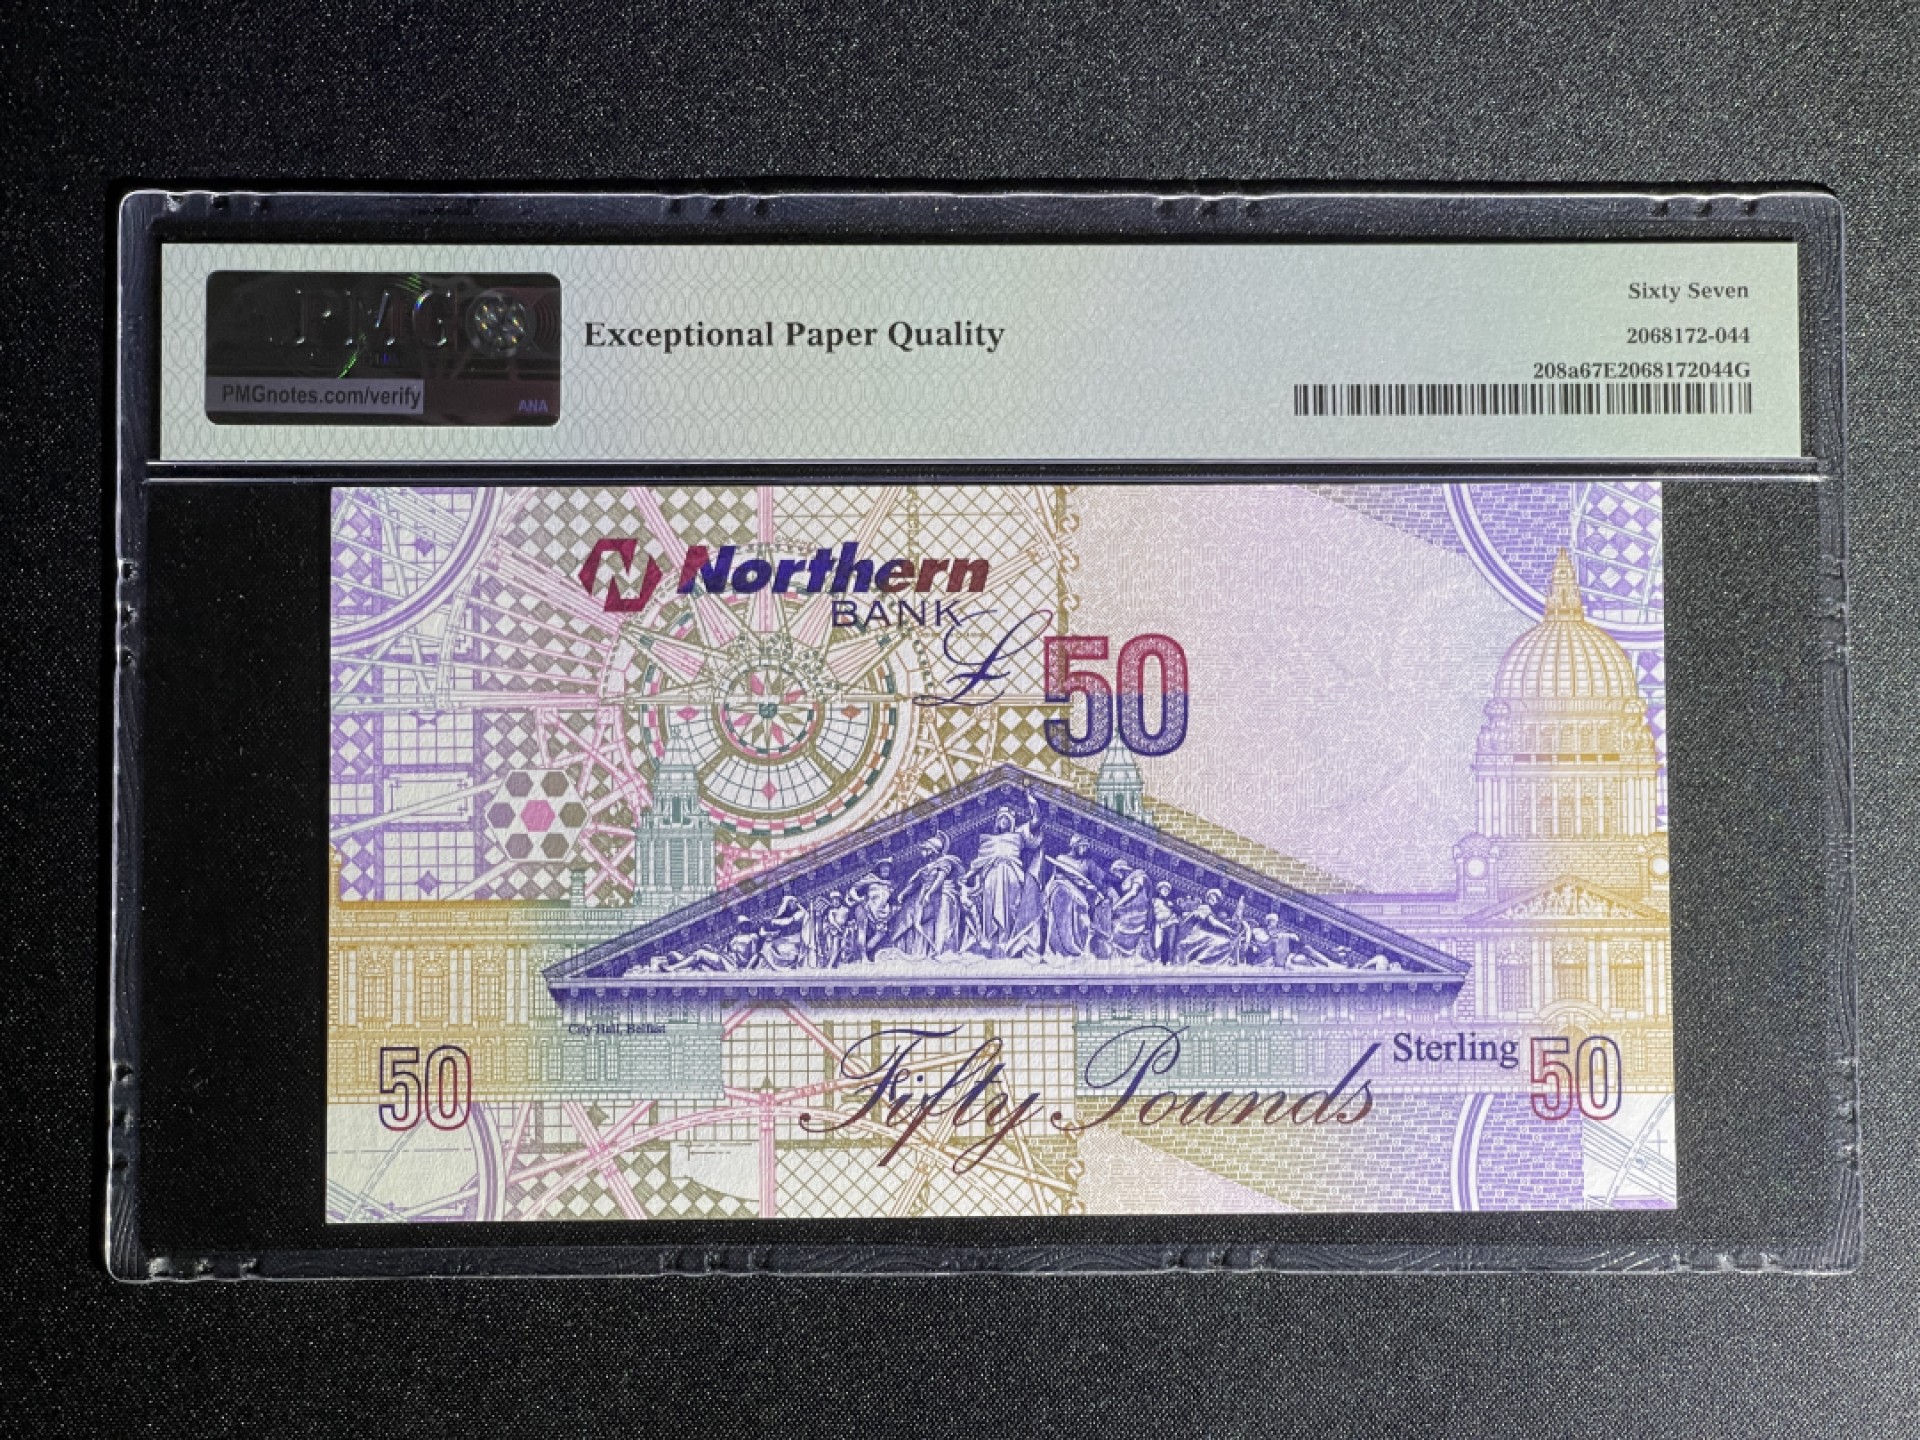 PMG
PMGnotes.com/verify
ANA
Exceptional Paper Quality
Sixty Seven
2068172-044
208a67E2068172044G
N Northern
BANK
£50
City Hall, Belfast
50
Fifty Pounds
Sterling
50